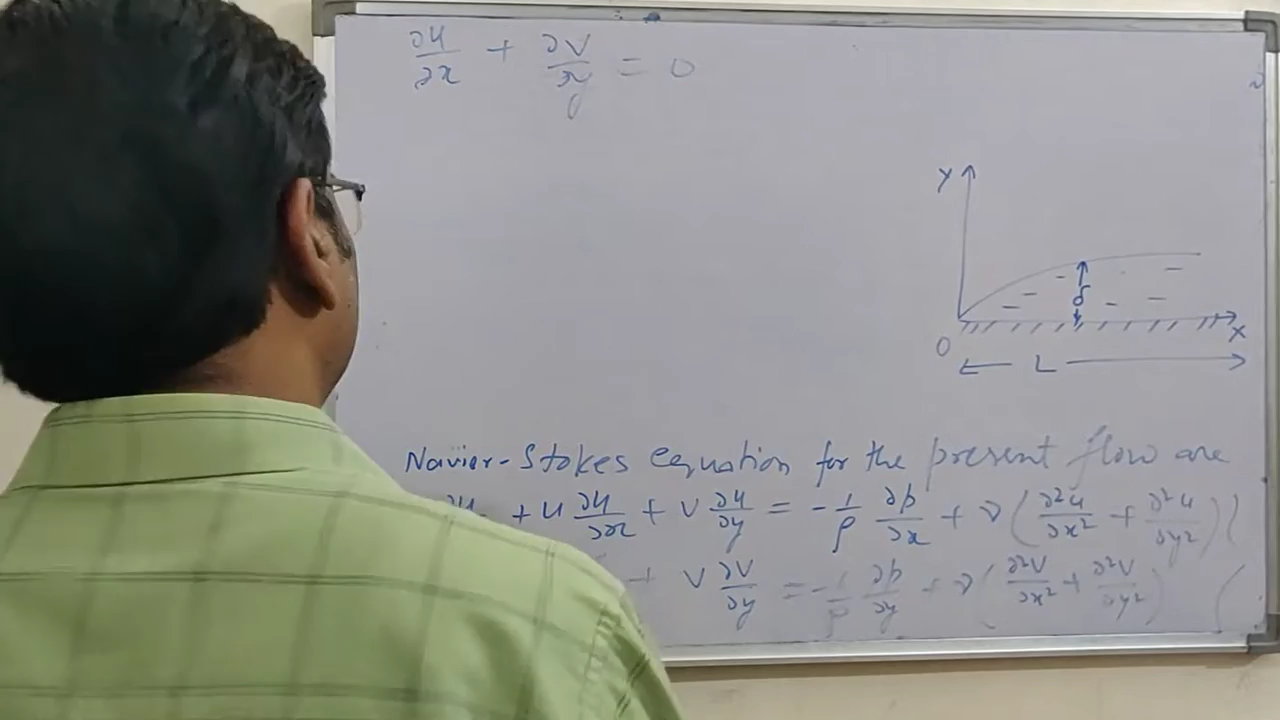 ∂u/∂x + ∂v/∂y = 0
y
δ
O
x
L
Navier-Stokes equation for the present flow are
+ u ∂u/∂x + v ∂u/∂y = - 1/ρ ∂p/∂x + ν ( ∂²u/∂x² + ∂²u/∂y² ) (
+ v ∂v/∂y = - 1/ρ ∂p/∂y + ν ( ∂²v/∂x² + ∂²v/∂y² ) (